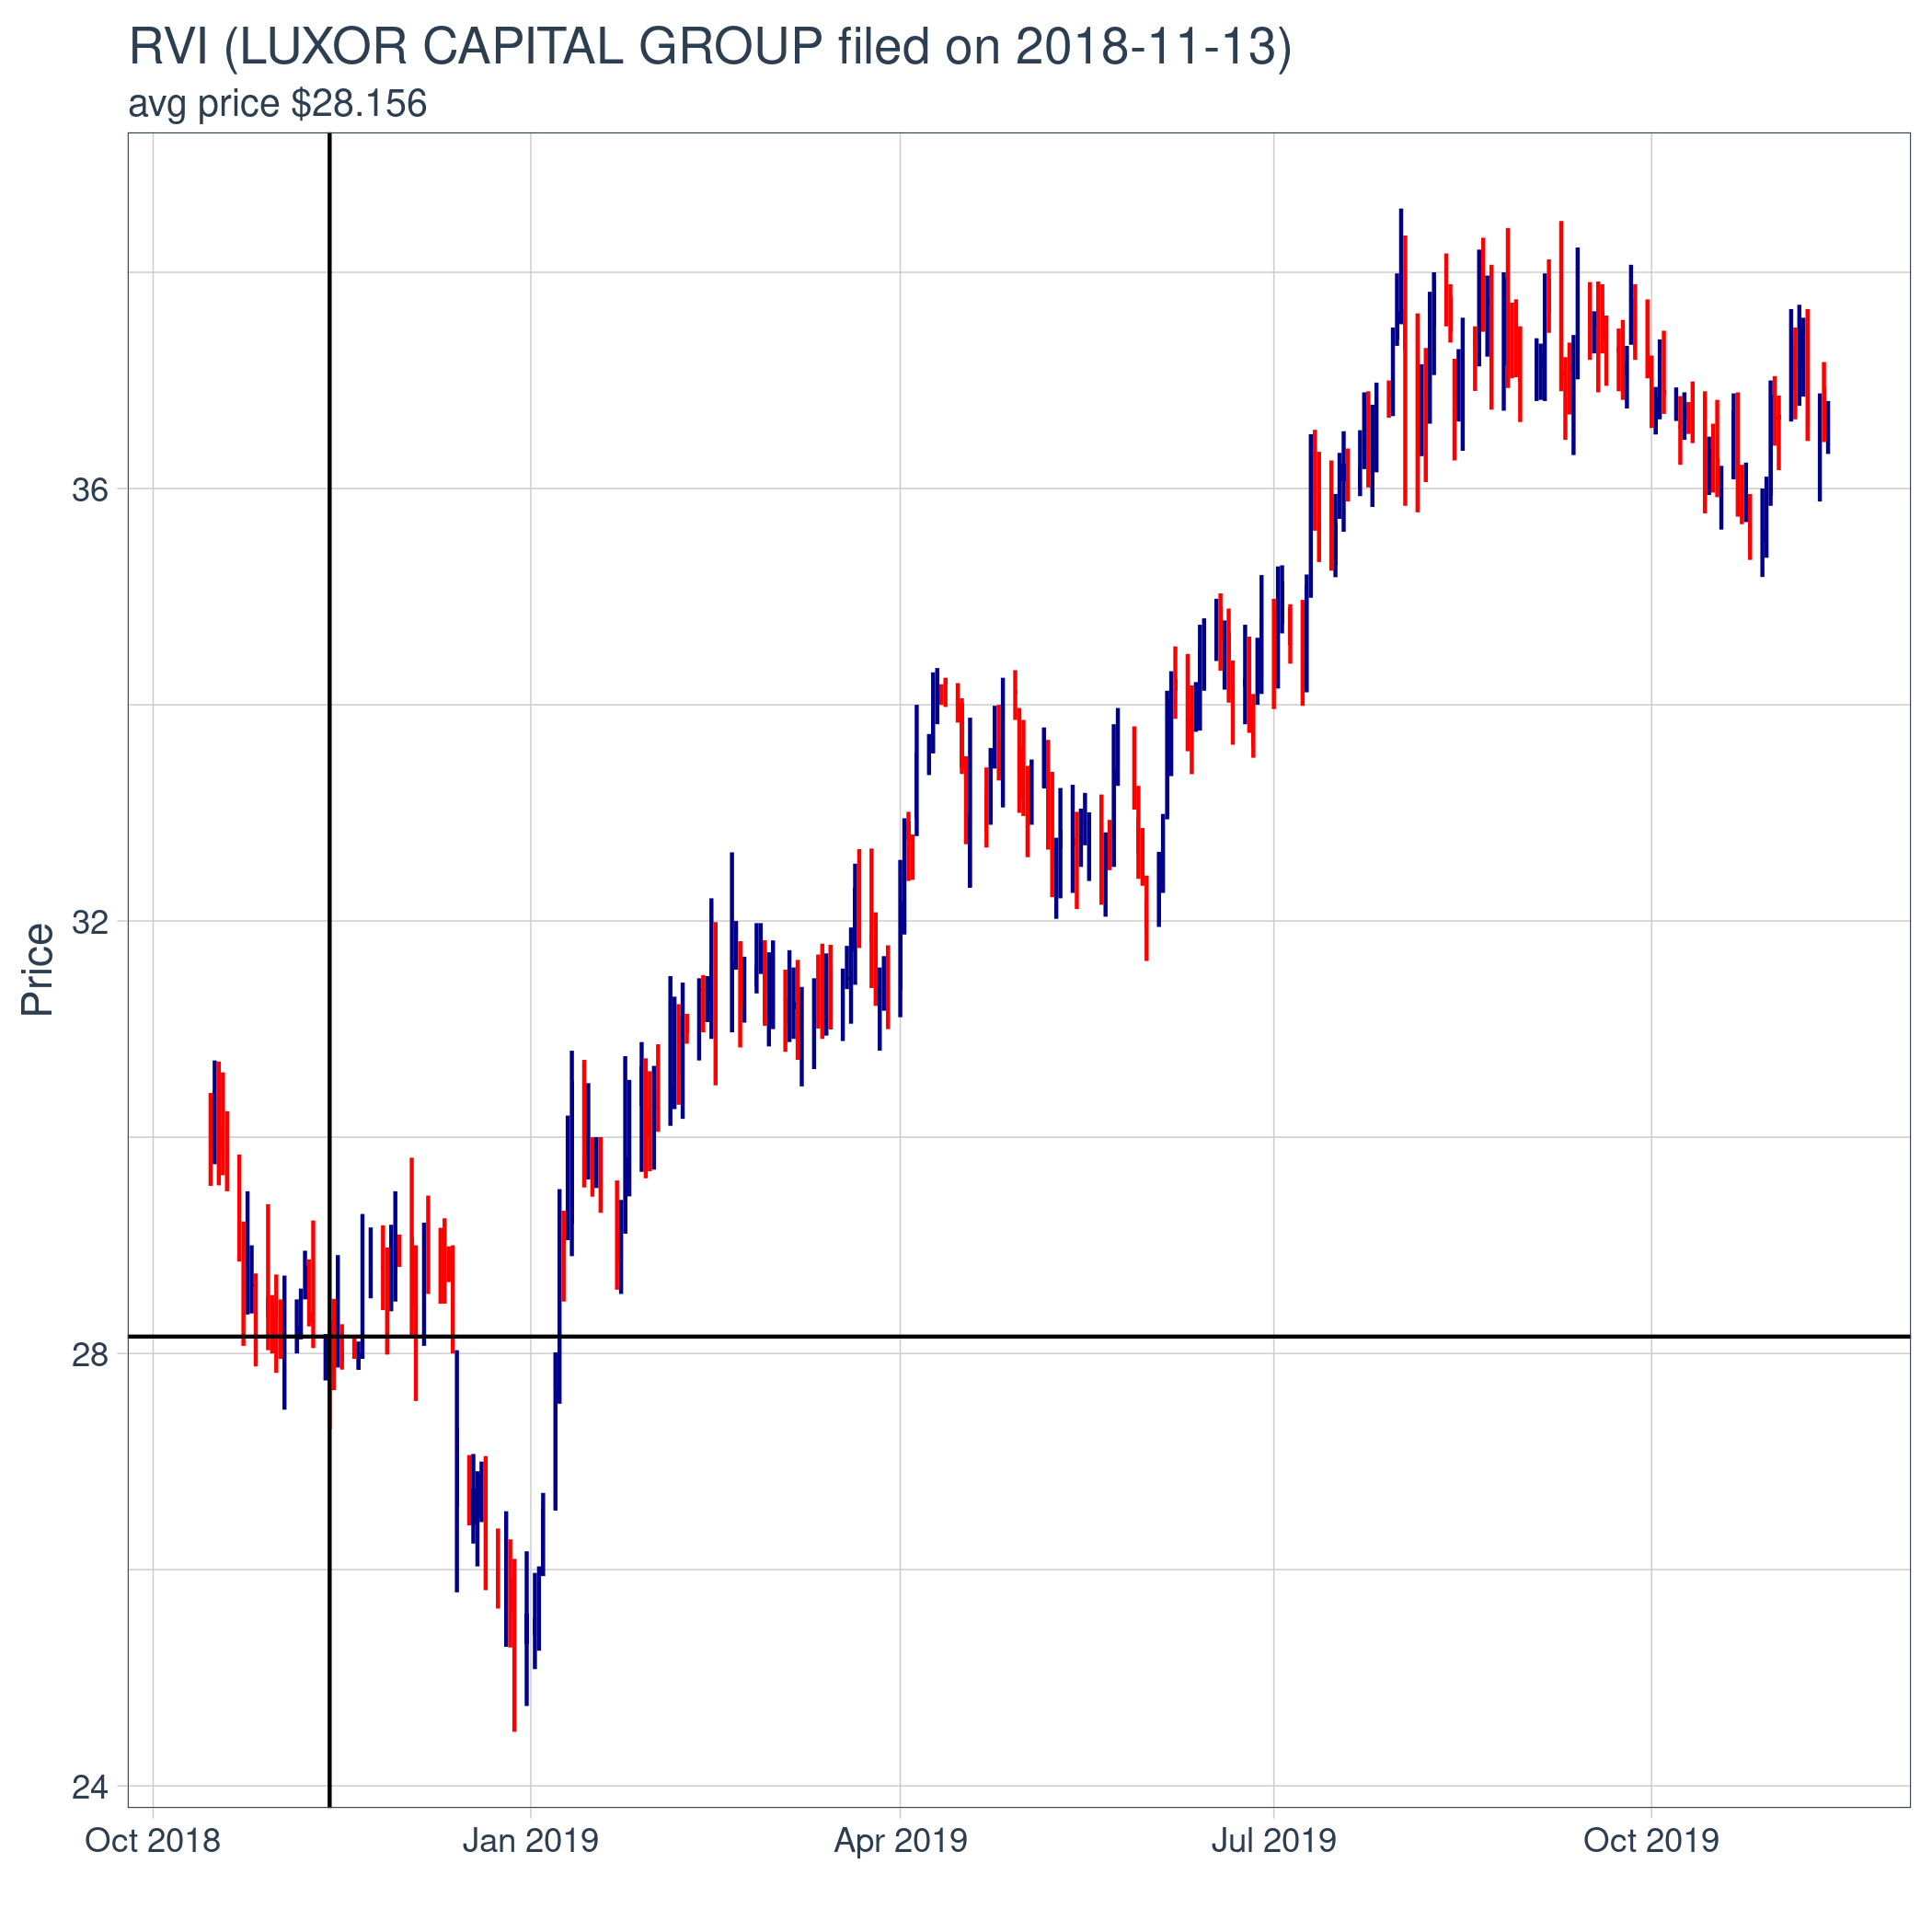 RVI (LUXOR CAPITAL GROUP filed on 2018-11-13)
avg price $28.156
36
32
28
24
Price
Oct 2018 Jan 2019 Apr 2019 Jul 2019 Oct 2019